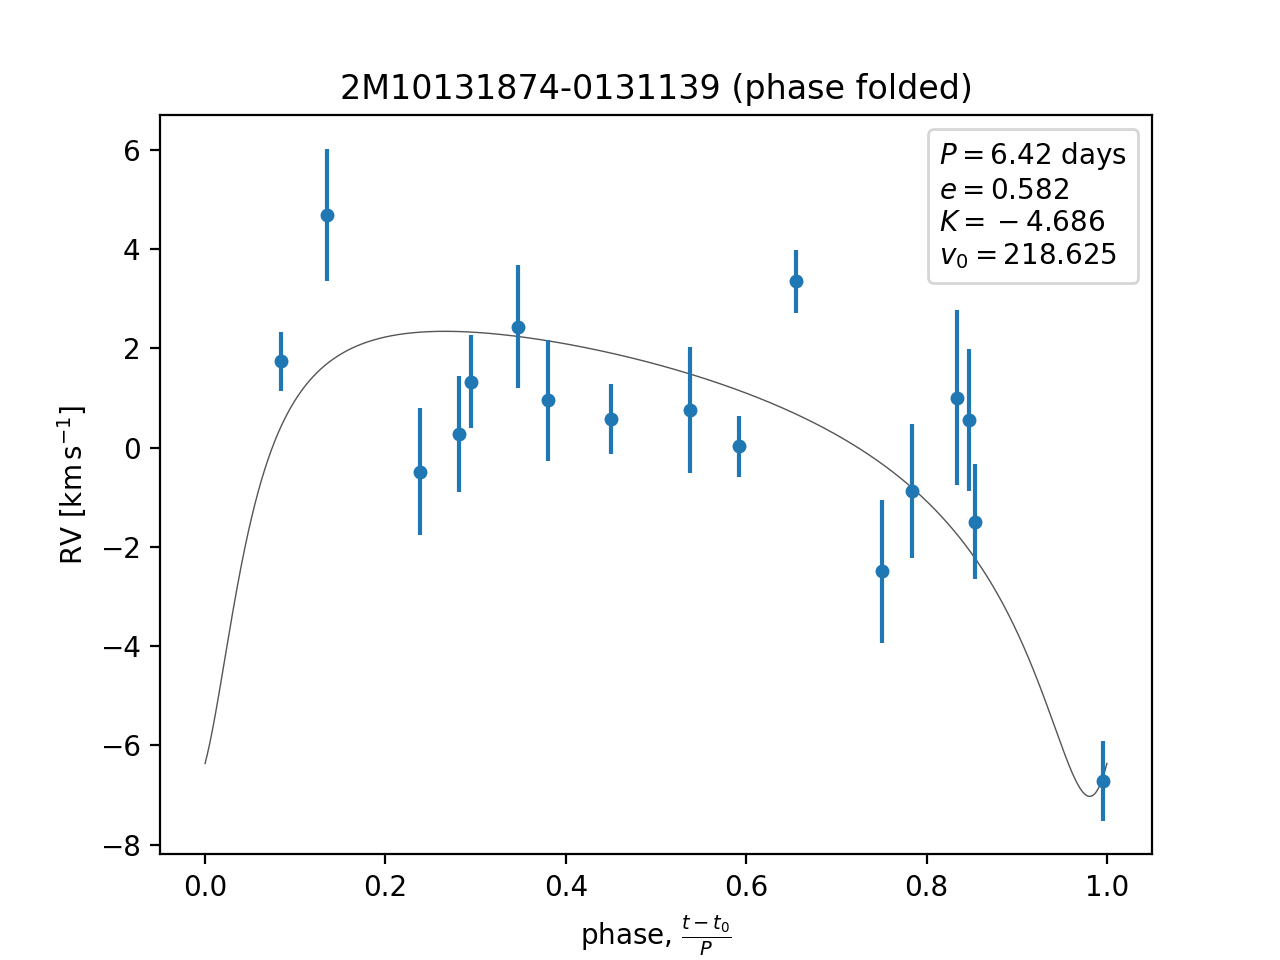 2M10131874-0131139 (phase folded)
P = 6.42 days
e = 0.582
K = −4.686
v₀ = 218.625
RV [km s⁻¹]
6
4
2
0
−2
−4
−6
−8
0.0 0.2 0.4 0.6 0.8 1.0
phase, (t − t₀)/P